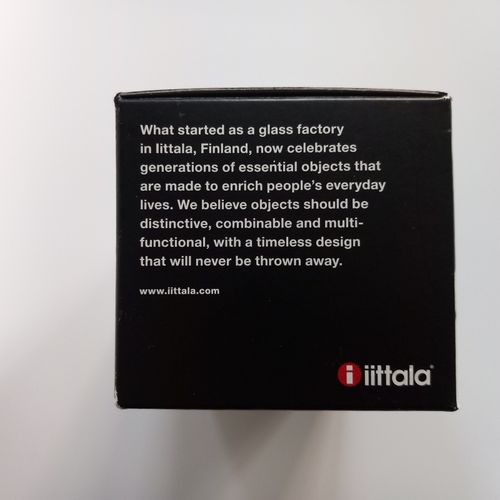 What started as a glass factory
in Iittala, Finland, now celebrates
generations of essential objects that
are made to enrich people's everyday
lives. We believe objects should be
distinctive, combinable and multi-
functional, with a timeless design
that will never be thrown away.
www.iittala.com
i iittala®